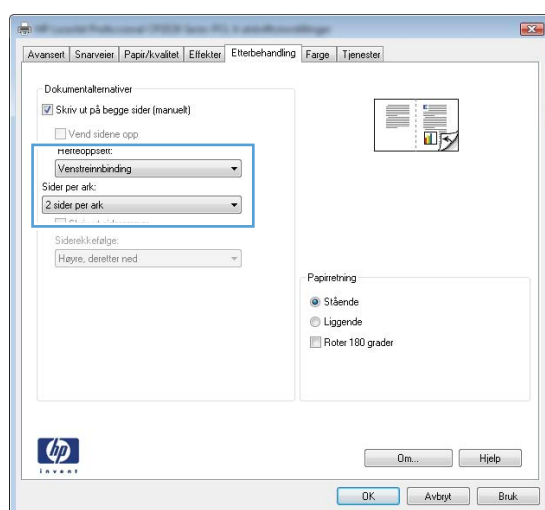 Avansert Snarveier Papir/kvalitet Effekter Etterbehandling Farge Tjenester
Dokumentalternativer
Skriv ut på begge sider (manuelt)
Vend sidene opp
Hefteoppsett:
Venstreinnbinding
Sider per ark:
2 sider per ark
Siderekkefølge:
Høyre, deretter ned
Papirretning
Stående
Liggende
Roter 180 grader
hp
invent
Om... Hjelp
OK Avbryt Bruk